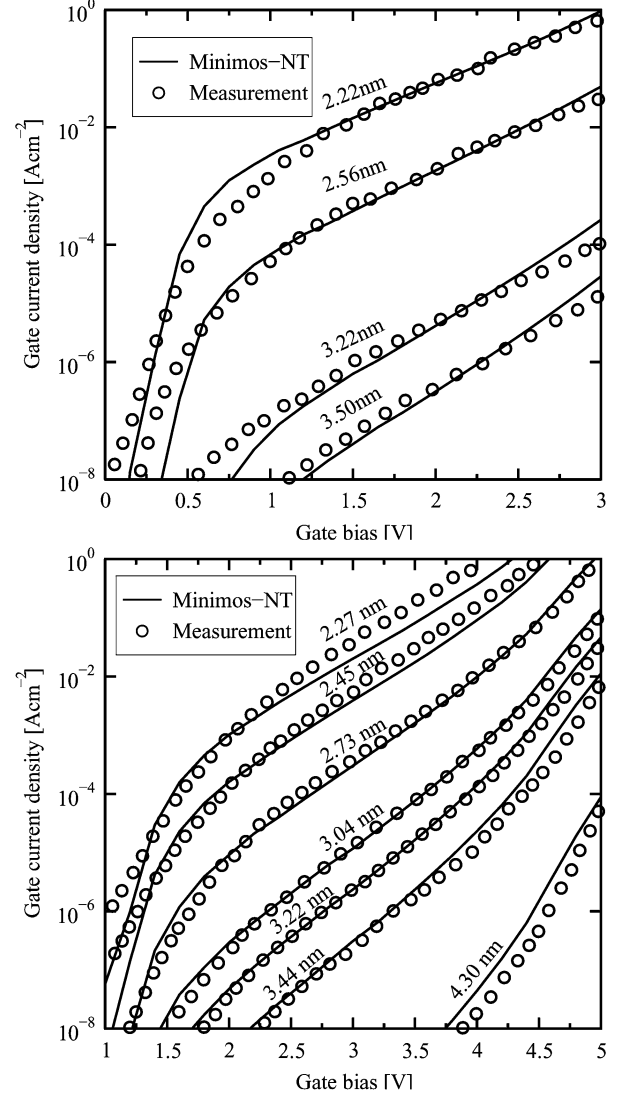 10^0
Minimos−NT
Measurement
2.22nm
10^−2
2.56nm
Gate current density [Acm^−2]
10^−4
3.22nm
10^−6
3.50nm
10^−8
0 0.5 1 1.5 2 2.5 3
Gate bias [V]
10^0
Minimos−NT
Measurement
2.27 nm
2.45 nm
10^−2
2.73 nm
Gate current density [Acm^−2]
10^−4
3.04 nm
3.22 nm
10^−6
3.44 nm
4.30 nm
10^−8
1 1.5 2 2.5 3 3.5 4 4.5 5
Gate bias [V]